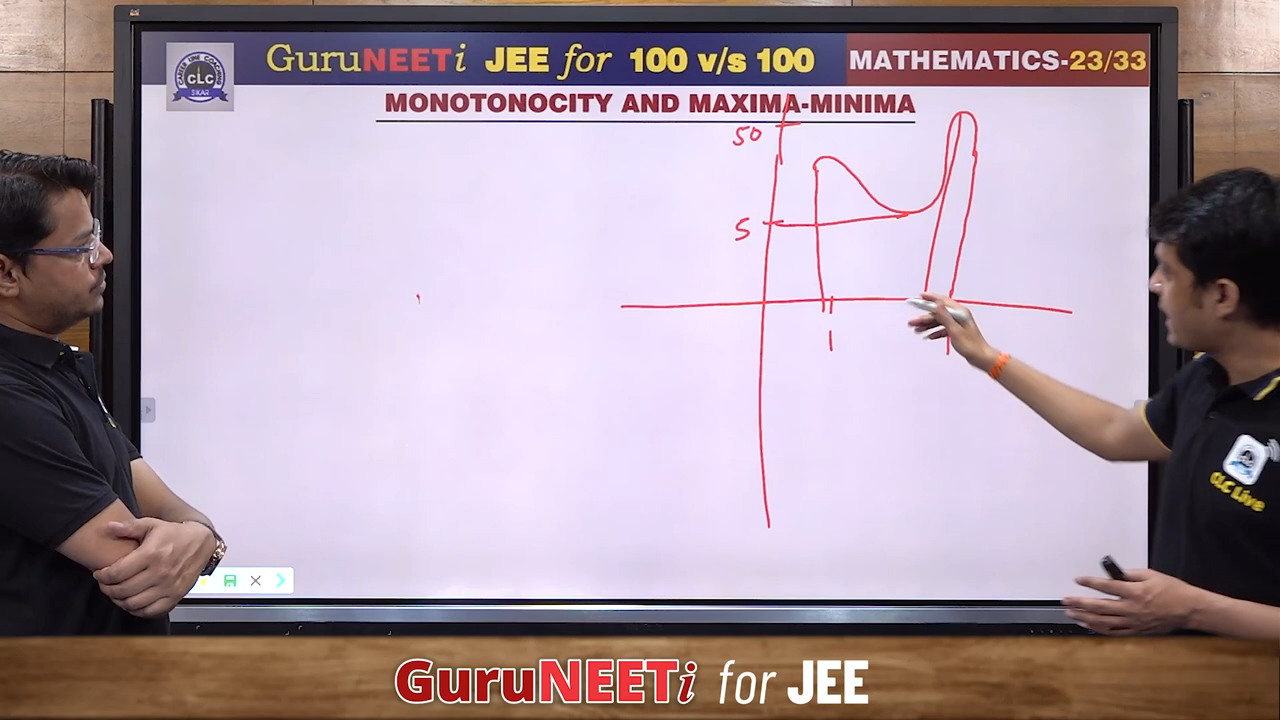 GuruNEETi JEE for 100 v/s 100
MATHEMATICS-23/33
CLC
SIKAR
MONOTONOCITY AND MAXIMA-MINIMA
50
5
1
CLC Live
GuruNEETi for JEE